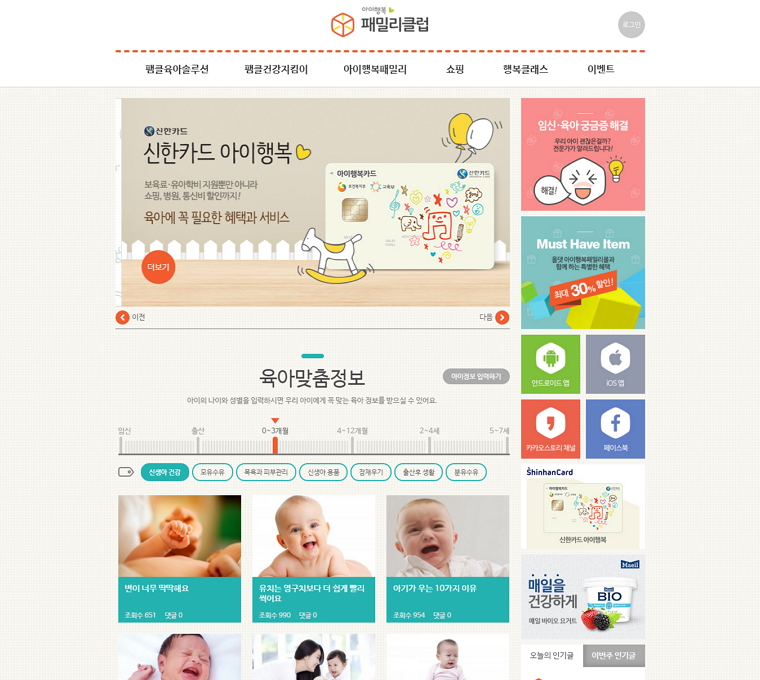 아이행복
패밀리클럽
로그인
팸클육아솔루션
팸클건강지킴이
아이행복패밀리
쇼핑
행복클래스
이벤트
신한카드
신한카드 아이행복
보육료·유아학비 지원뿐만 아니라
쇼핑, 병원, 통신비 할인까지!
육아에 꼭 필요한 혜택과 서비스
더보기
아이행복카드
신한카드
보건복지부
교육부
이전
다음
임신·육아 궁금증 해결
우리 아이 괜찮은걸까?
전문가가 알려드립니다!
해결!
Must Have Item
올댓 아이행복패밀리몰과
함께 하는 특별한 혜택
최대 30% 할인!
안드로이드 앱
iOS 앱
카카오스토리 채널
페이스북
ShinhanCard
신한카드 아이행복
Maeil
매일을
건강하게
BIO
매일 바이오 요거트
오늘의 인기글
이번주 인기글
육아맞춤정보
아이정보 입력하기
아이의 나이와 성별을 입력하시면 우리 아이에게 꼭 맞는 육아 정보를 받으실 수 있어요.
임신
출산
0~3개월
4~12개월
2~4세
5~7세
신생아 건강
모유수유
목욕과 피부관리
신생아 용품
잠재우기
출산후 생활
분유수유
변이 너무 딱딱해요
조회수 651 댓글 0
유치는 영구치보다 더 쉽게 빨리
썩어요
조회수 990 댓글 0
아기가 우는 10가지 이유
조회수 954 댓글 0